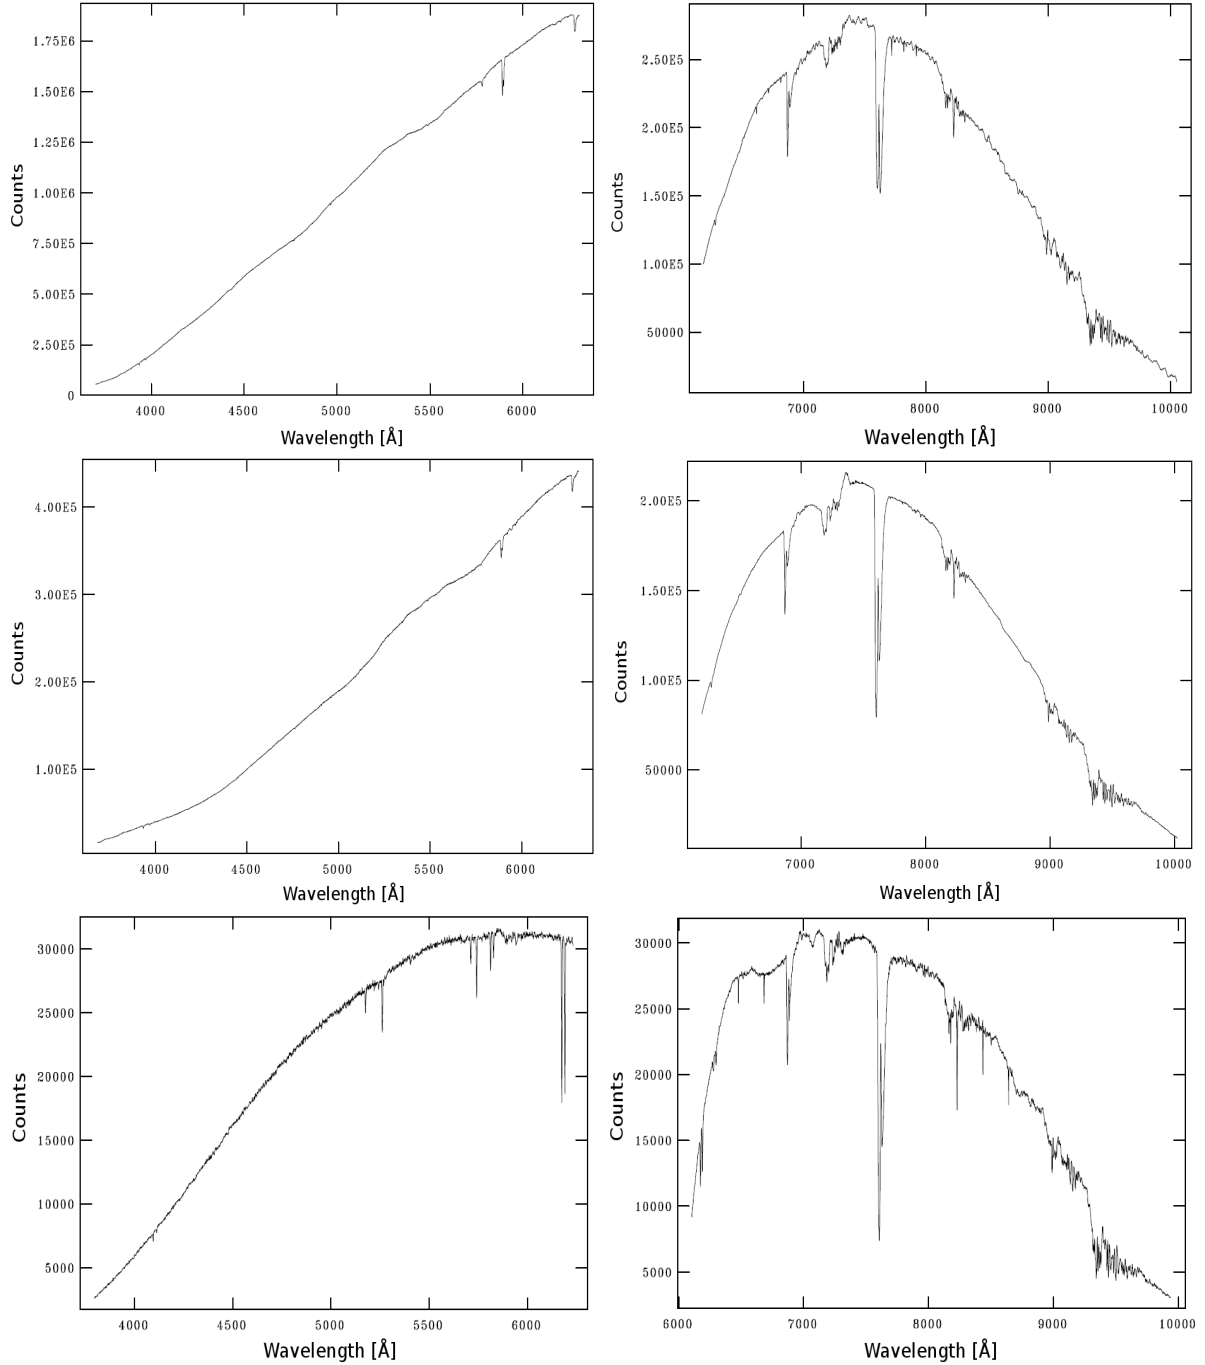 1.75E6
1.50E6
1.25E6
1.00E6
7.50E5
5.00E5
2.50E5
0
Counts
4000 4500 5000 5500 6000
Wavelength [Å]
2.50E5
2.00E5
1.50E5
1.00E5
50000
Counts
7000 8000 9000 10000
Wavelength [Å]
4.00E5
3.00E5
2.00E5
1.00E5
Counts
4000 4500 5000 5500 6000
Wavelength [Å]
2.00E5
1.50E5
1.00E5
50000
Counts
7000 8000 9000 10000
Wavelength [Å]
30000
25000
20000
15000
10000
5000
Counts
4000 4500 5000 5500 6000
Wavelength [Å]
30000
25000
20000
15000
10000
5000
Counts
6000 7000 8000 9000 10000
Wavelength [Å]